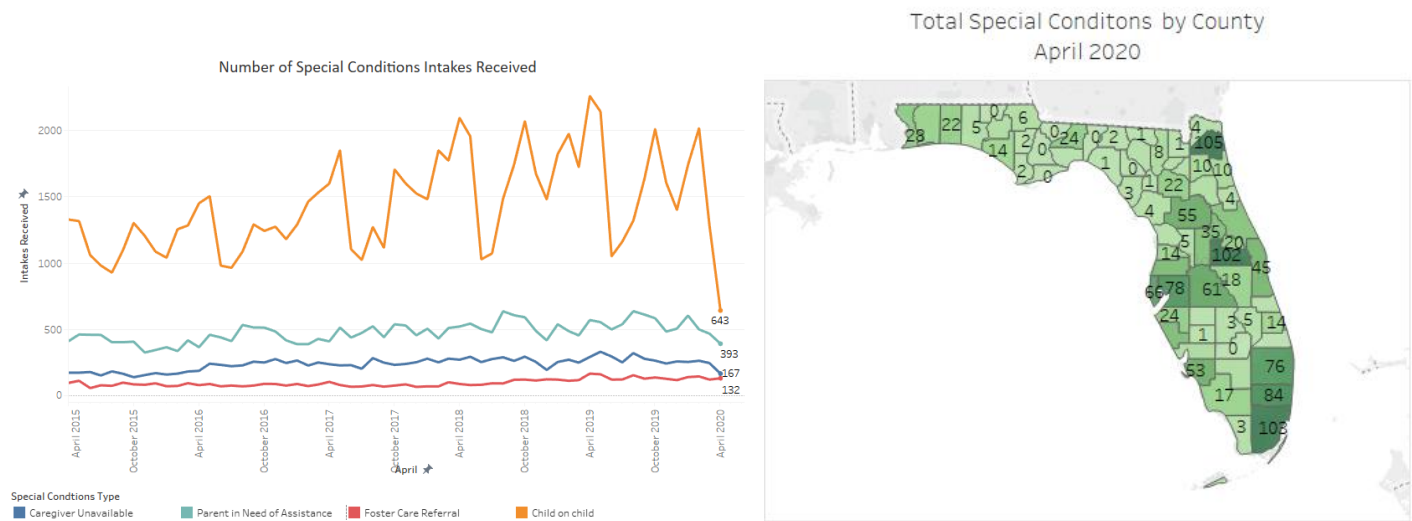 Total Special Conditons by County
April 2020
Number of Special Conditions Intakes Received
Intakes Received
2000
1500
1000
500
0
643
393
167
132
April 2015
October 2015
April 2016
October 2016
April 2017
October 2017
April 2018
October 2018
April 2019
October 2019
April 2020
April
Special Condtions Type
Caregiver Unavailable
Parent in Need of Assistance
Foster Care Referral
Child on child
28 22 5 0 6
14 2 2 0 0 0 24 0 2 1
1 0 8 1 4 105
3 1 22 10 10
4 55 4
5 35 20
14 102 45
66 78 61 18
24 3 5 14
1 0
53 76
17 84
3 103